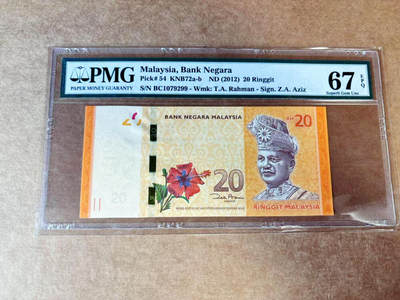 PMG
PAPER MONEY GUARANTY
Malaysia, Bank Negara
Pick# 54 KNB72a-b ND (2012) 20 Ringgit
S/N BC1079299 - Wmk: T.A. Rahman - Sign. Z.A. Aziz
67 EPQ
Superb Gem Unc
BANK NEGARA MALAYSIA
RM 20
20
20
RINGGIT MALAYSIA